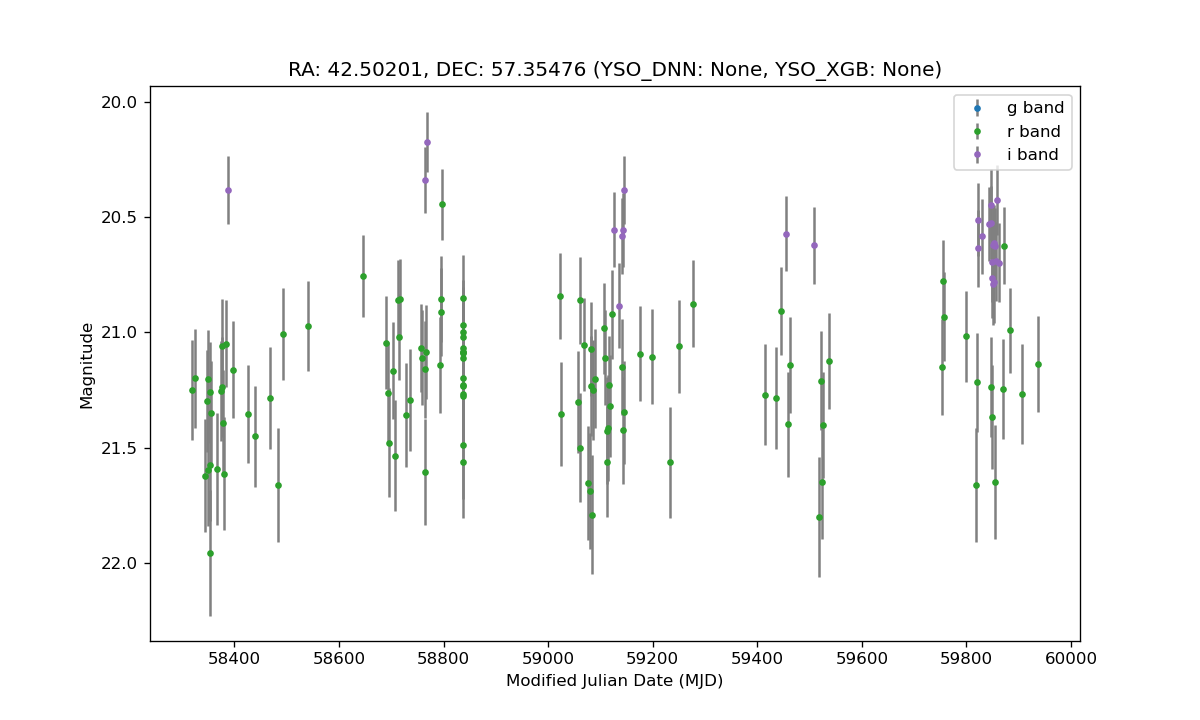 RA: 42.50201, DEC: 57.35476 (YSO_DNN: None, YSO_XGB: None)
g band
r band
i band
20.0
20.5
21.0
21.5
22.0
Magnitude
58400 58600 58800 59000 59200 59400 59600 59800 60000
Modified Julian Date (MJD)